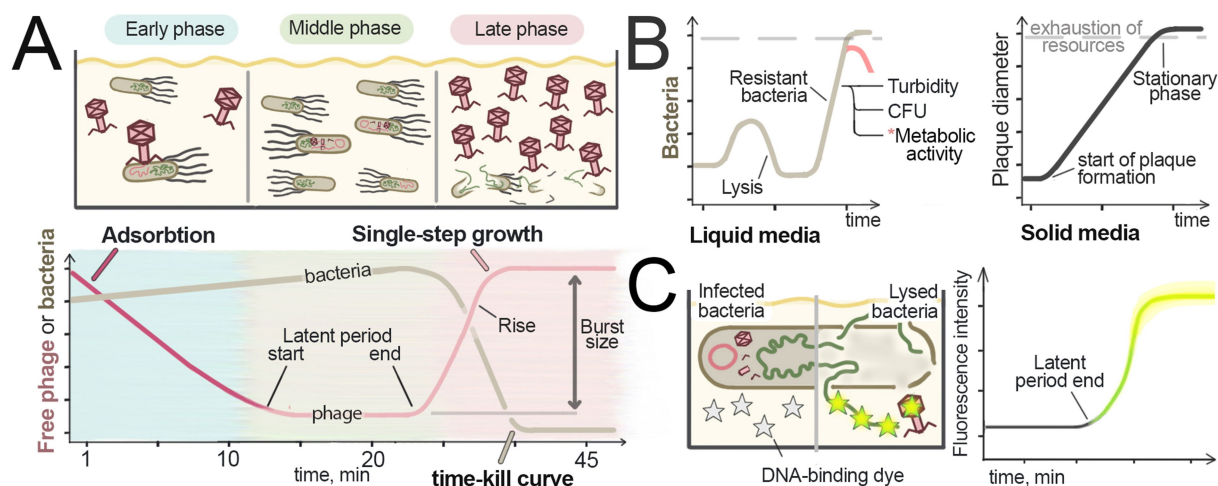 A
Early phase
Middle phase
Late phase
Adsorbtion
Single-step growth
Free phage or bacteria
bacteria
Latent period
start
end
Rise
Burst
size
phage
1
10
20
45
time, min
time-kill curve
B
Bacteria
exhaustion of
resources
Resistant
bacteria
Turbidity
CFU
*Metabolic
activity
Lysis
time
Liquid media
Plaque diameter
Stationary
phase
start of plaque
formation
time
Solid media
C
Infected
bacteria
Lysed
bacteria
DNA-binding dye
Fluorescence intensity
Latent
period end
time, min